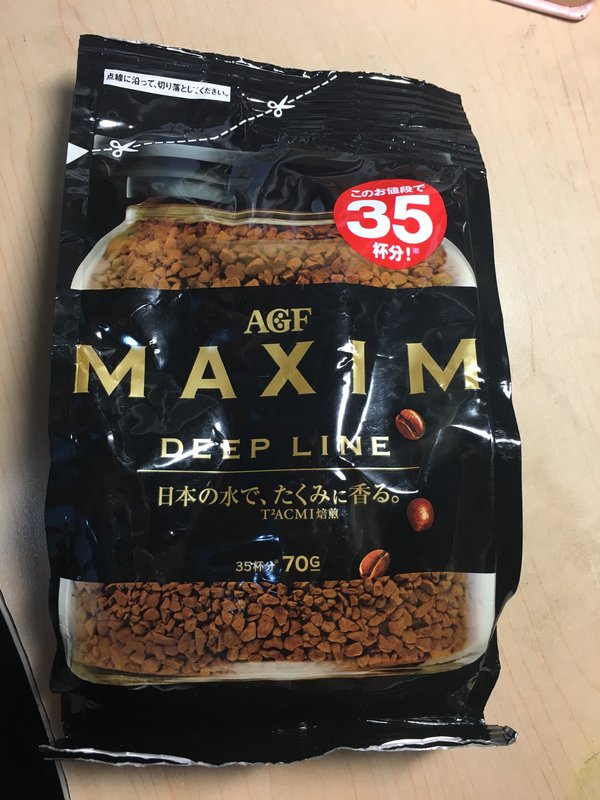 点線に沿って、切り落としてください。
このお値段で
35
杯分!※
AGF
MAXIM
DEEP LINE
日本の水で、たくみに香る。
T²ACMI焙煎
35杯分 70G